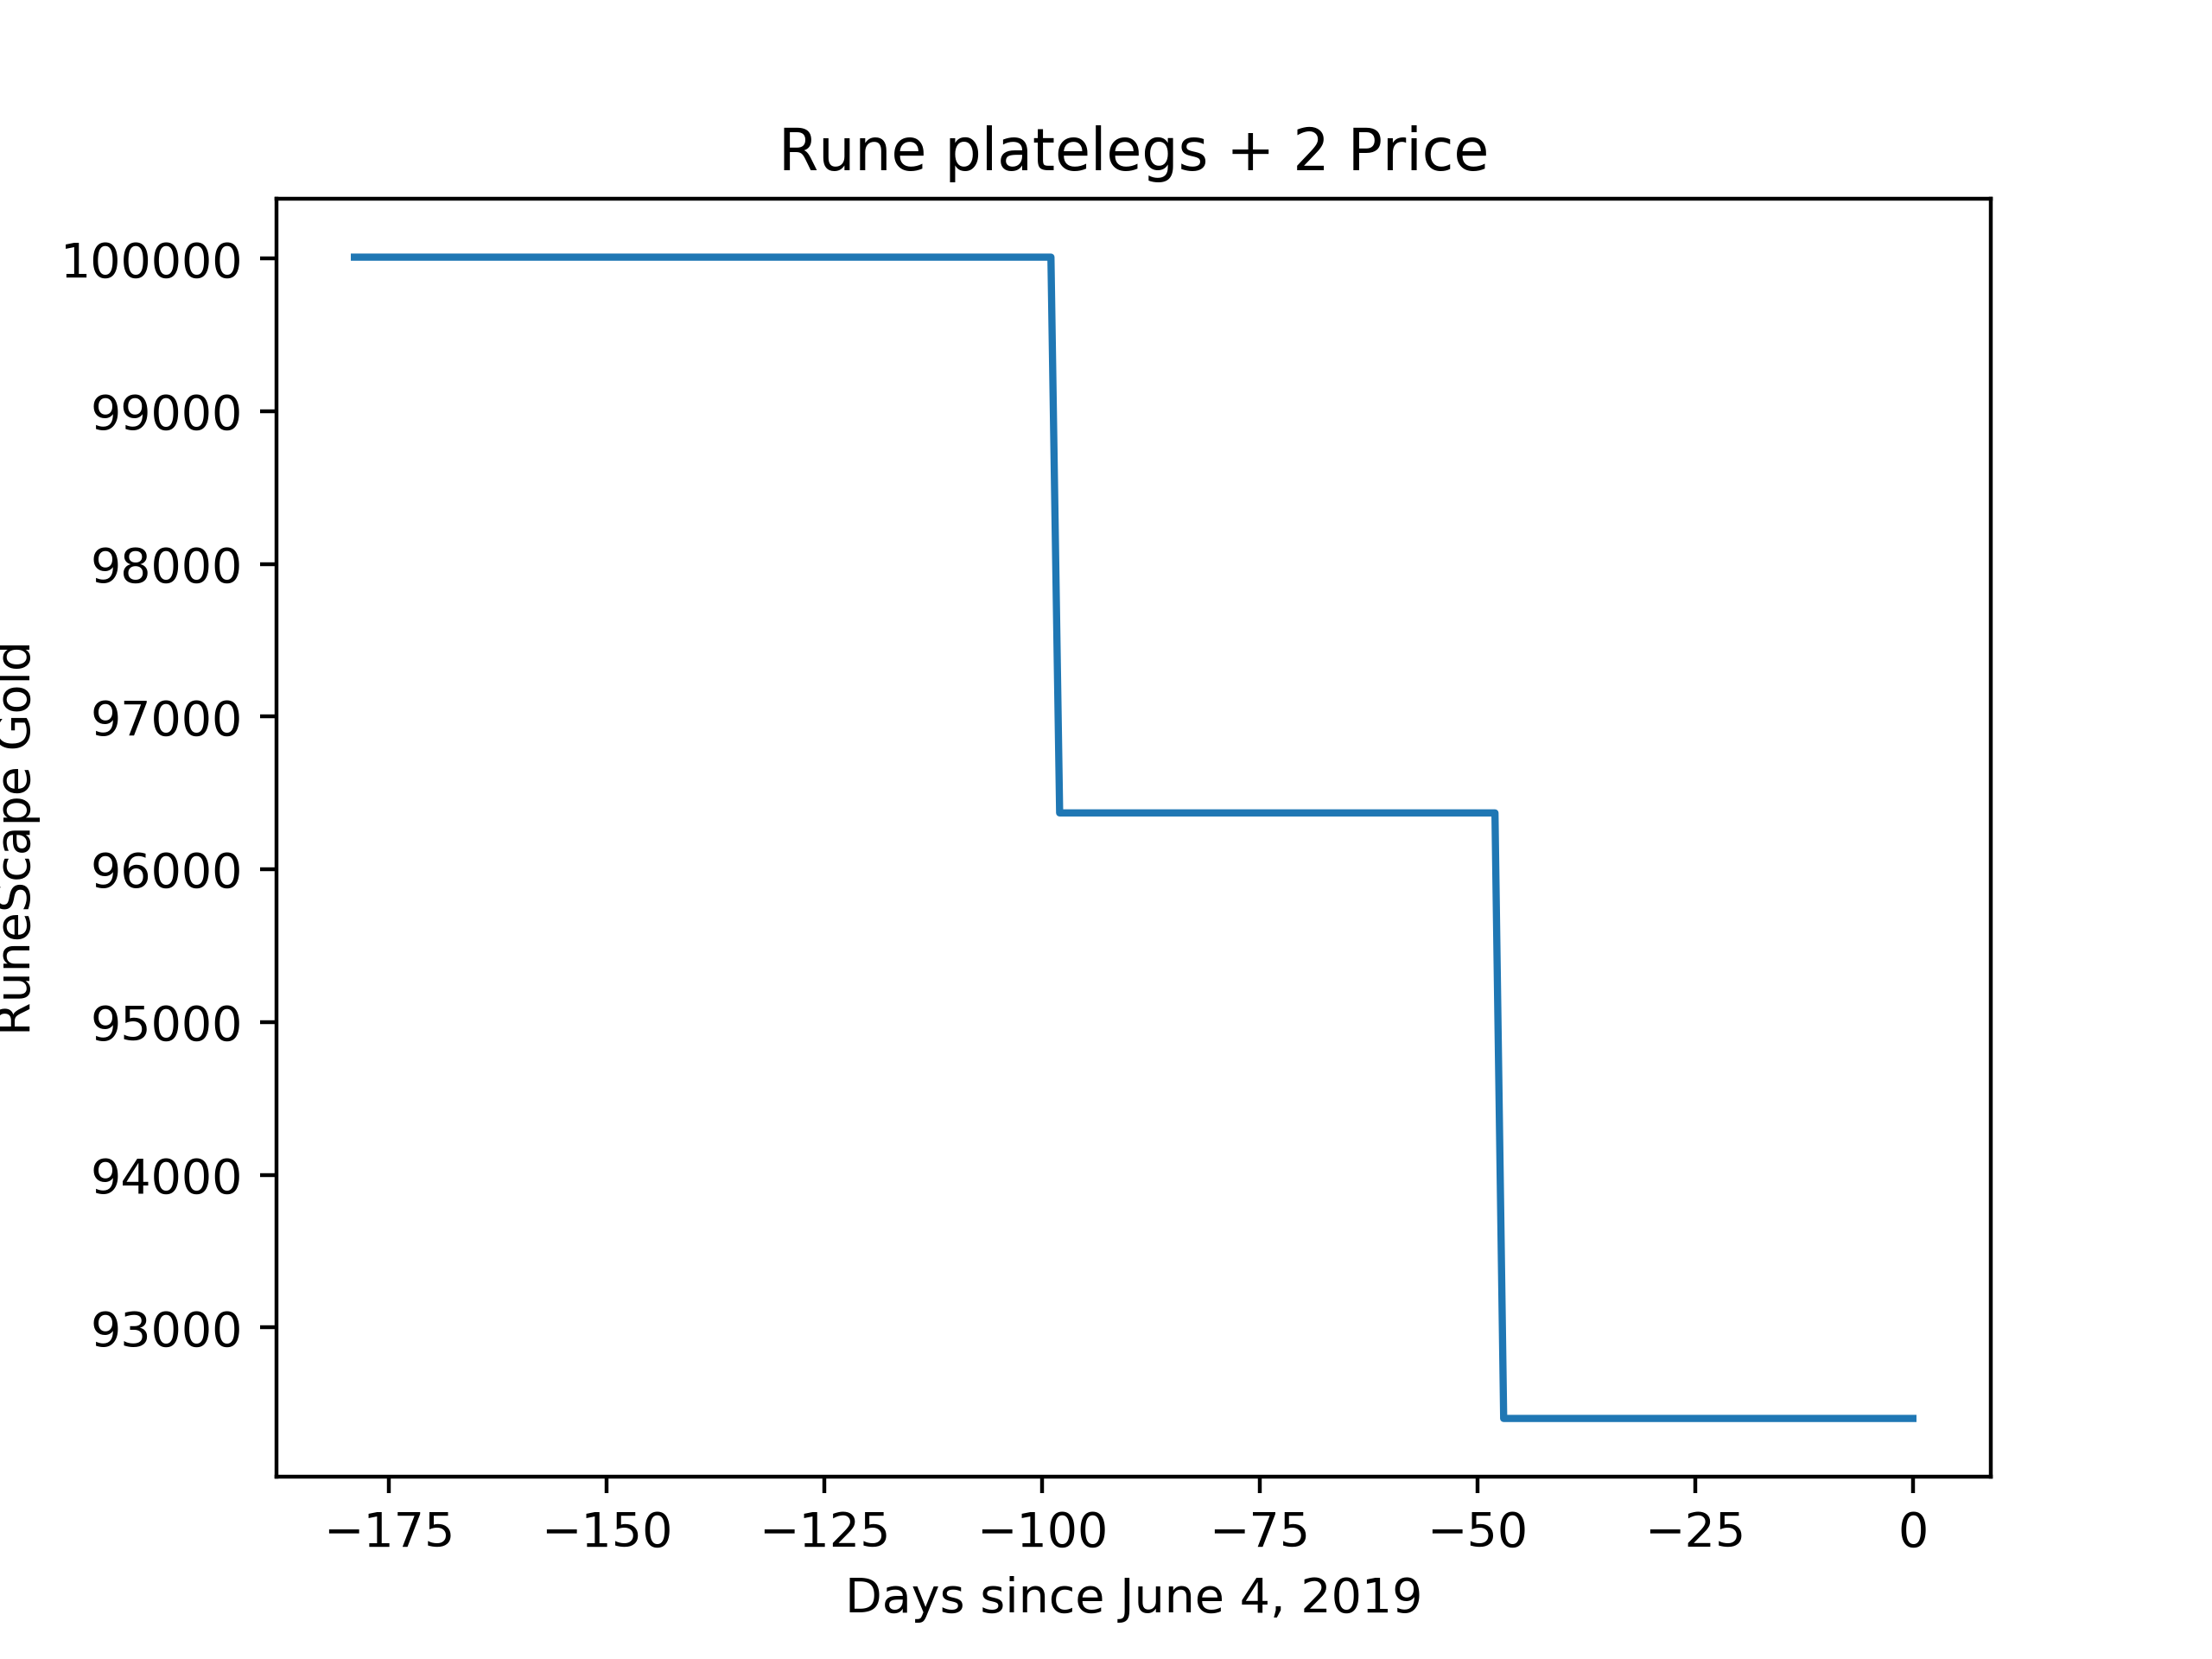 Rune platelegs + 2 Price
100000
99000
98000
97000
96000
95000
94000
93000
RuneScape Gold
−175 −150 −125 −100 −75 −50 −25 0
Days since June 4, 2019